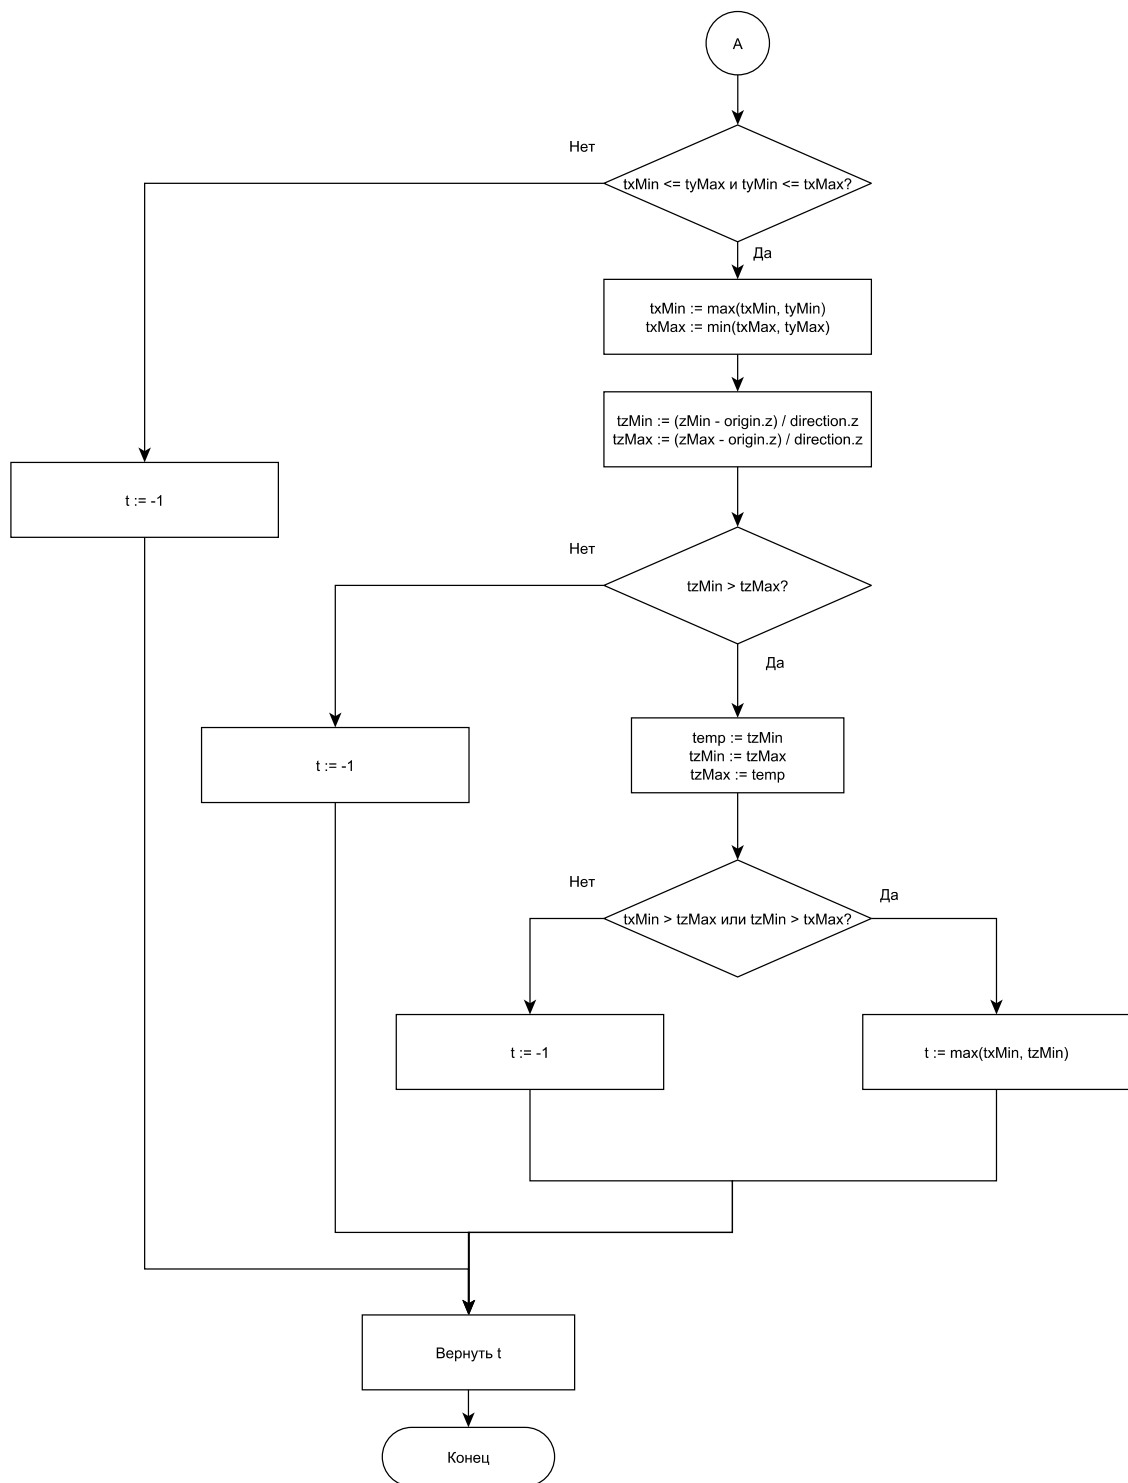 A
Нет
txMin <= tyMax и tyMin <= txMax?
Да
txMin := max(txMin, tyMin)
txMax := min(txMax, tyMax)
tzMin := (zMin - origin.z) / direction.z
tzMax := (zMax - origin.z) / direction.z
t := -1
Нет
tzMin > tzMax?
Да
temp := tzMin
tzMin := tzMax
tzMax := temp
t := -1
Нет
Да
txMin > tzMax или tzMin > txMax?
t := -1
t := max(txMin, tzMin)
Вернуть t
Конец